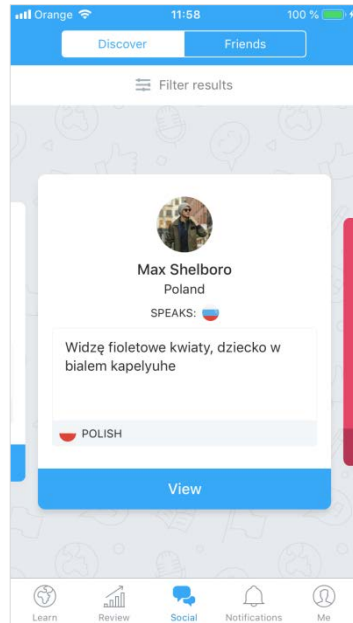 Orange 11:58 100 %
Discover Friends
Filter results
Max Shelboro
Poland
SPEAKS:
Widzę fioletowe kwiaty, dziecko w
bialem kapelyuhe
POLISH
View
Learn Review Social Notifications Me